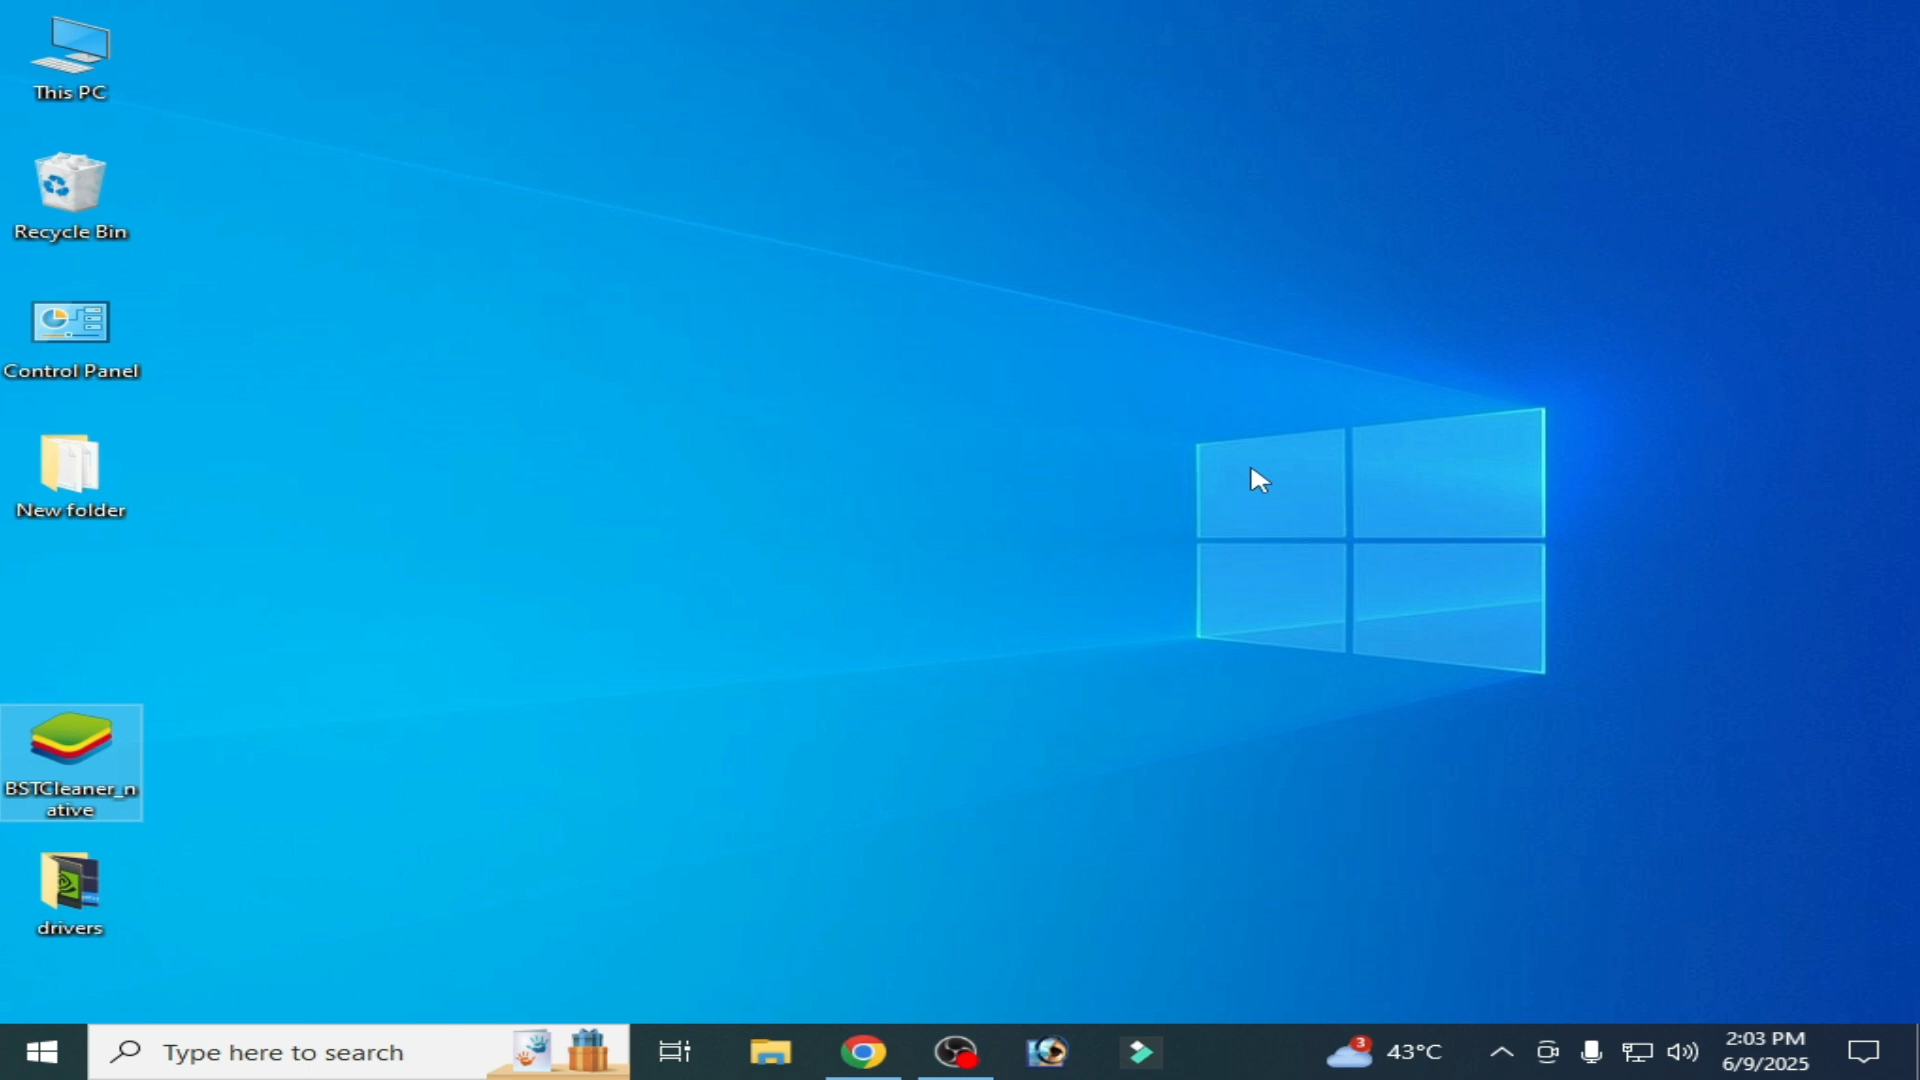 This PC
Recycle Bin
Control Panel
New folder
BSTCleaner_n
ative
drivers
Type here to search
3
43°C
2:03 PM
6/9/2025